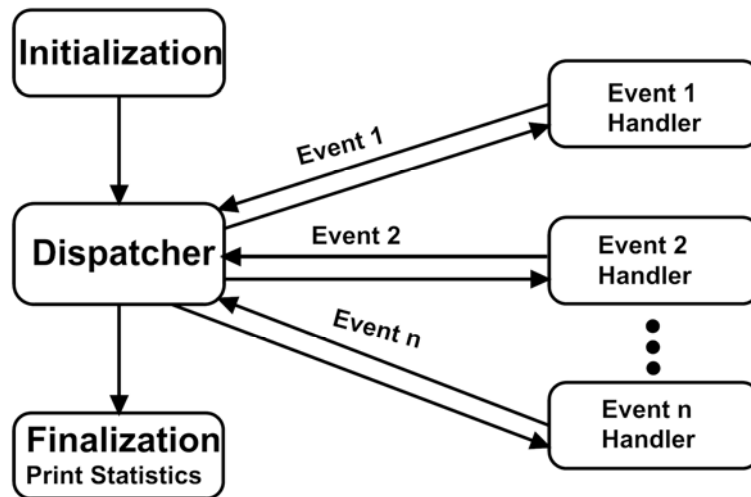 Initialization
Event 1
Handler
Event 1
Dispatcher
Event 2
Event 2
Handler
Event n
Finalization
Print Statistics
Event n
Handler